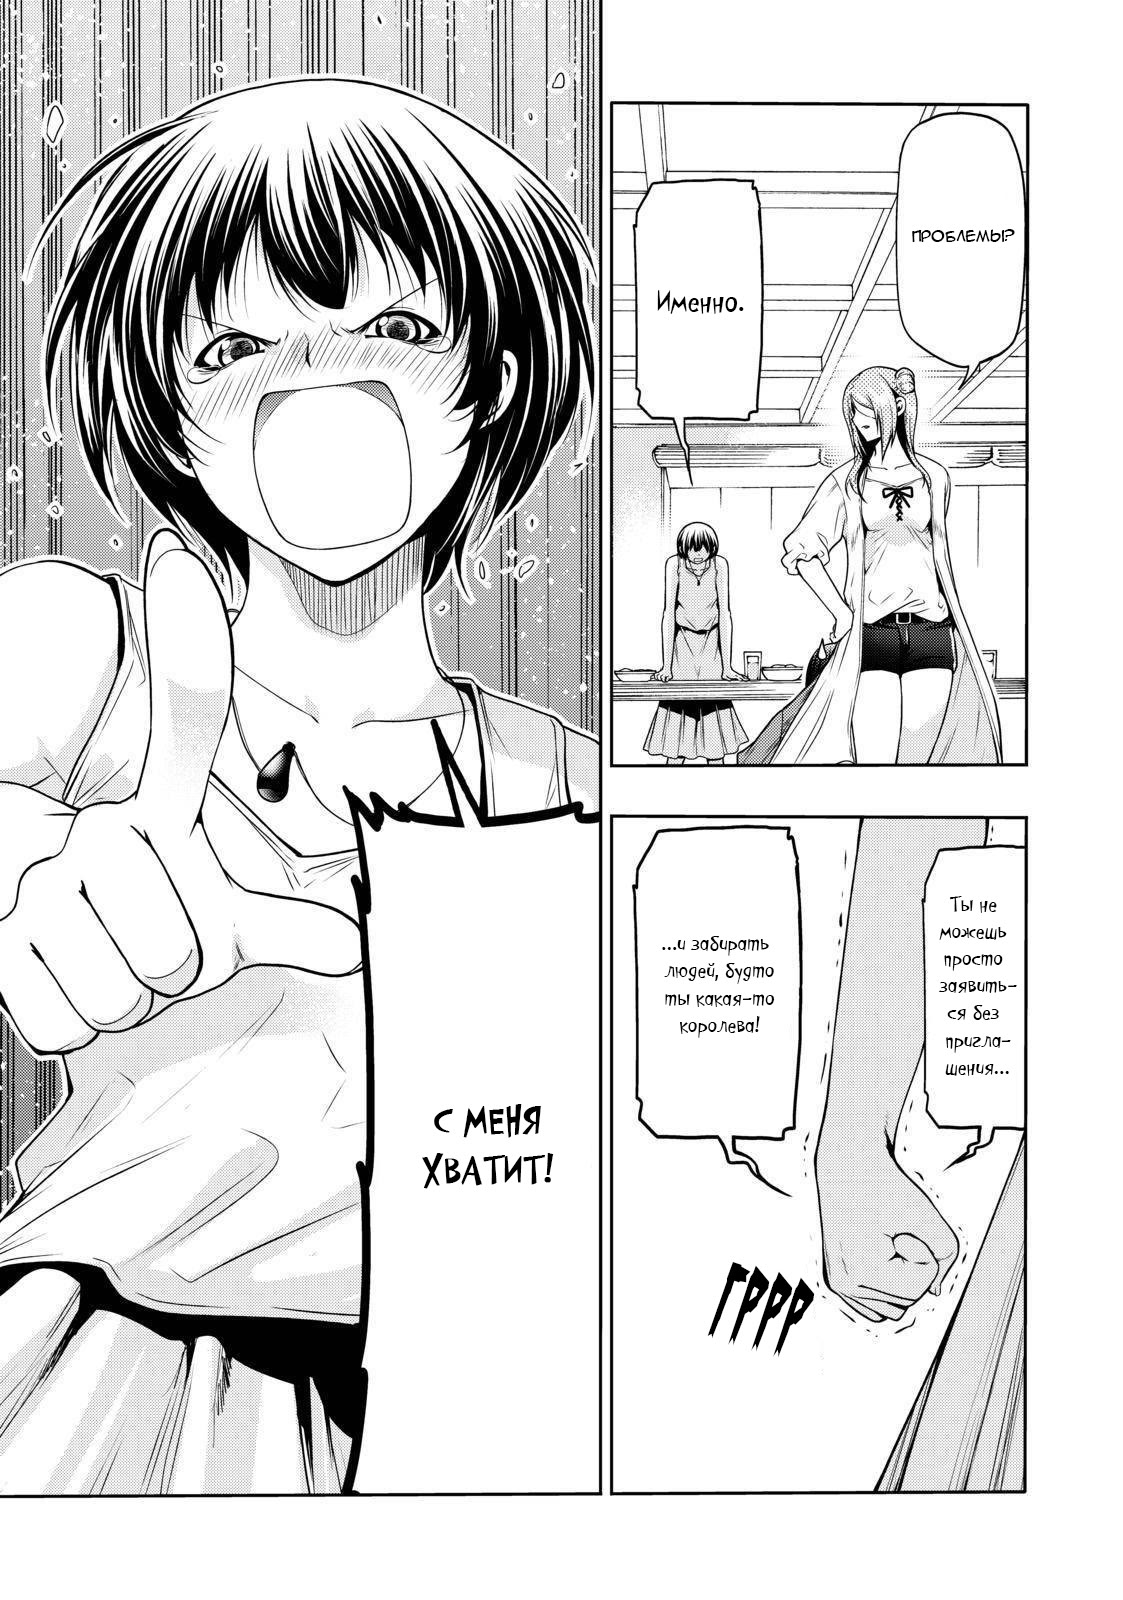 ПРОБЛЕМЫ?
Именно.
Ты не
можешь
просто
заявить-
ся без
пригла-
шения...
...и забирать
людей, будто
ты какая-то
королева!
ГРРР
С МЕНЯ
ХВАТИТ!